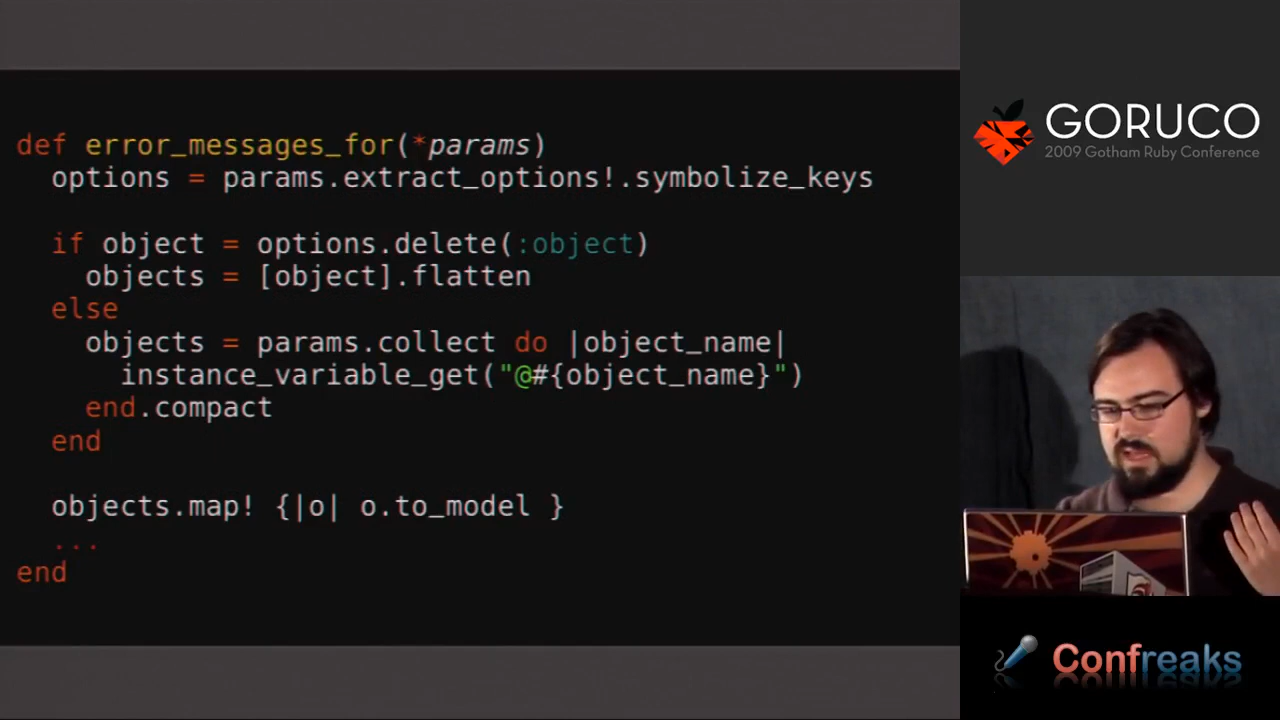 def error_messages_for(*params)
  options = params.extract_options!.symbolize_keys

  if object = options.delete(:object)
    objects = [object].flatten
  else
    objects = params.collect do |object_name|
      instance_variable_get("@#{object_name}")
    end.compact
  end

  objects.map! {|o| o.to_model }
  ...
end
GORUCO
2009 Gotham Ruby Conference
Confreaks